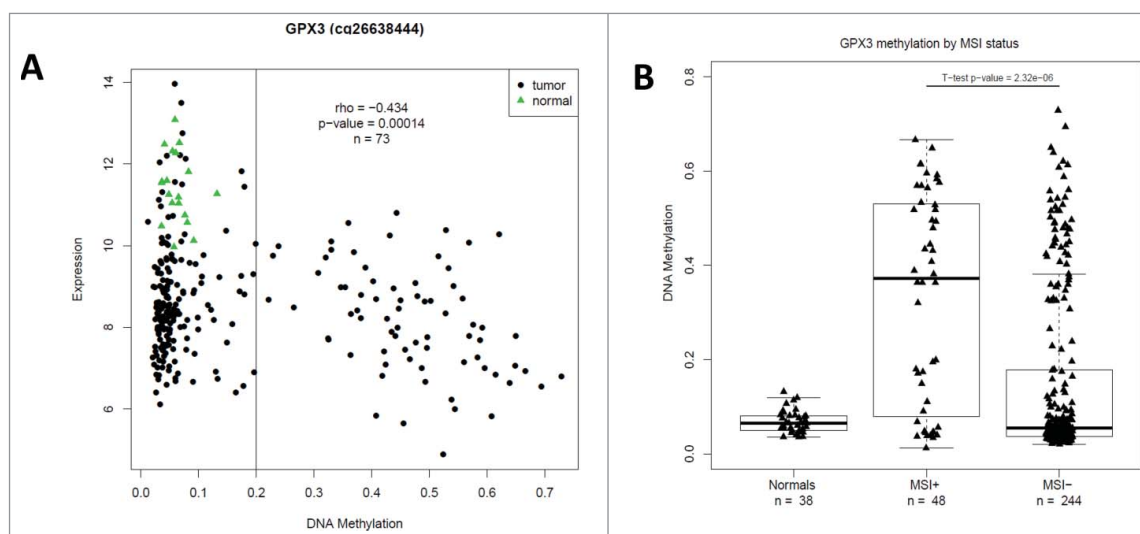 GPX3 (cg26638444)
A
tumor
normal
rho = −0.434
p−value = 0.00014
n = 73
Expression
14
12
10
8
6
0.0 0.1 0.2 0.3 0.4 0.5 0.6 0.7
DNA Methylation
B
GPX3 methylation by MSI status
T-test p-value = 2.32e-06
DNA Methylation
0.8
0.6
0.4
0.2
0.0
Normals MSI+ MSI−
n = 38 n = 48 n = 244